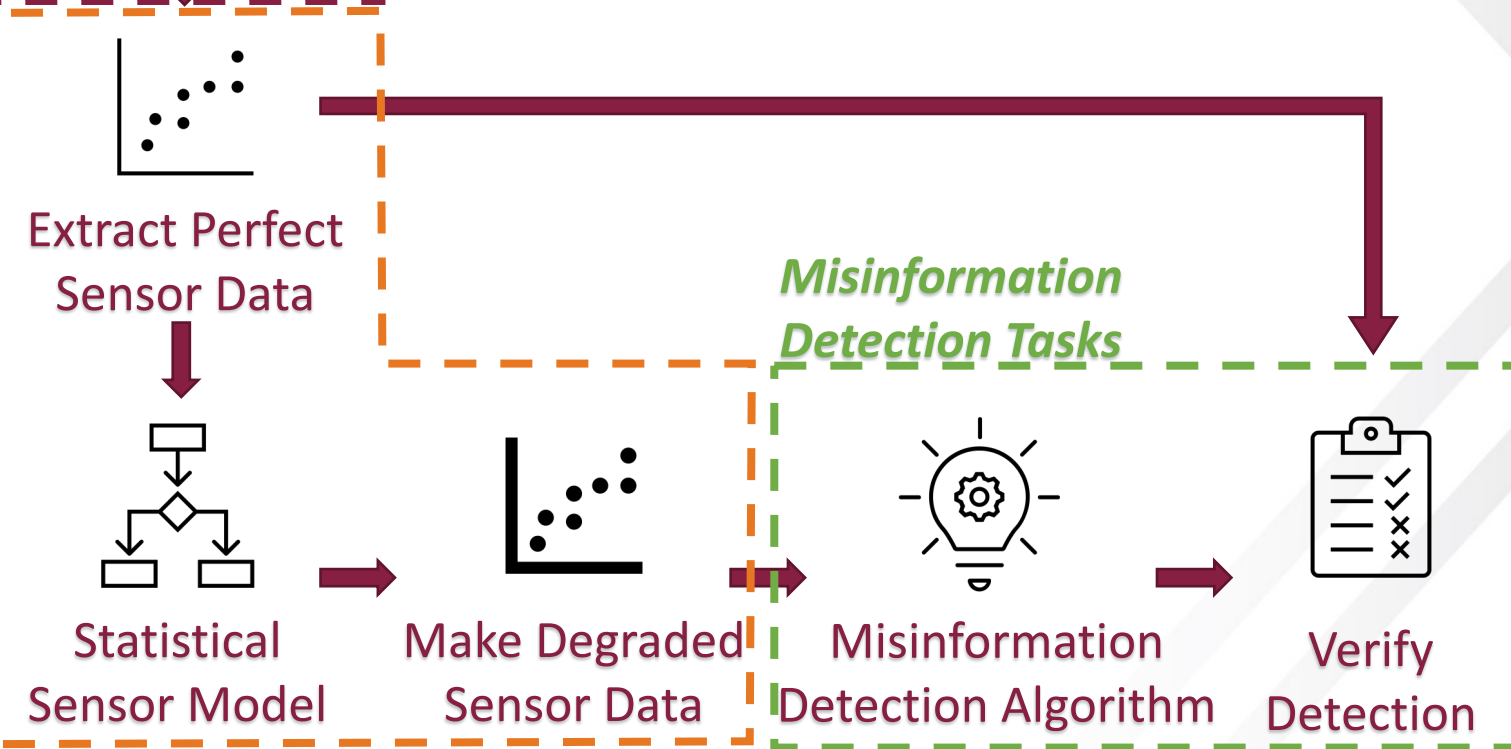 Extract Perfect
Sensor Data
Misinformation
Detection Tasks
Statistical
Sensor Model
Make Degraded
Sensor Data
Misinformation
Detection Algorithm
Verify
Detection